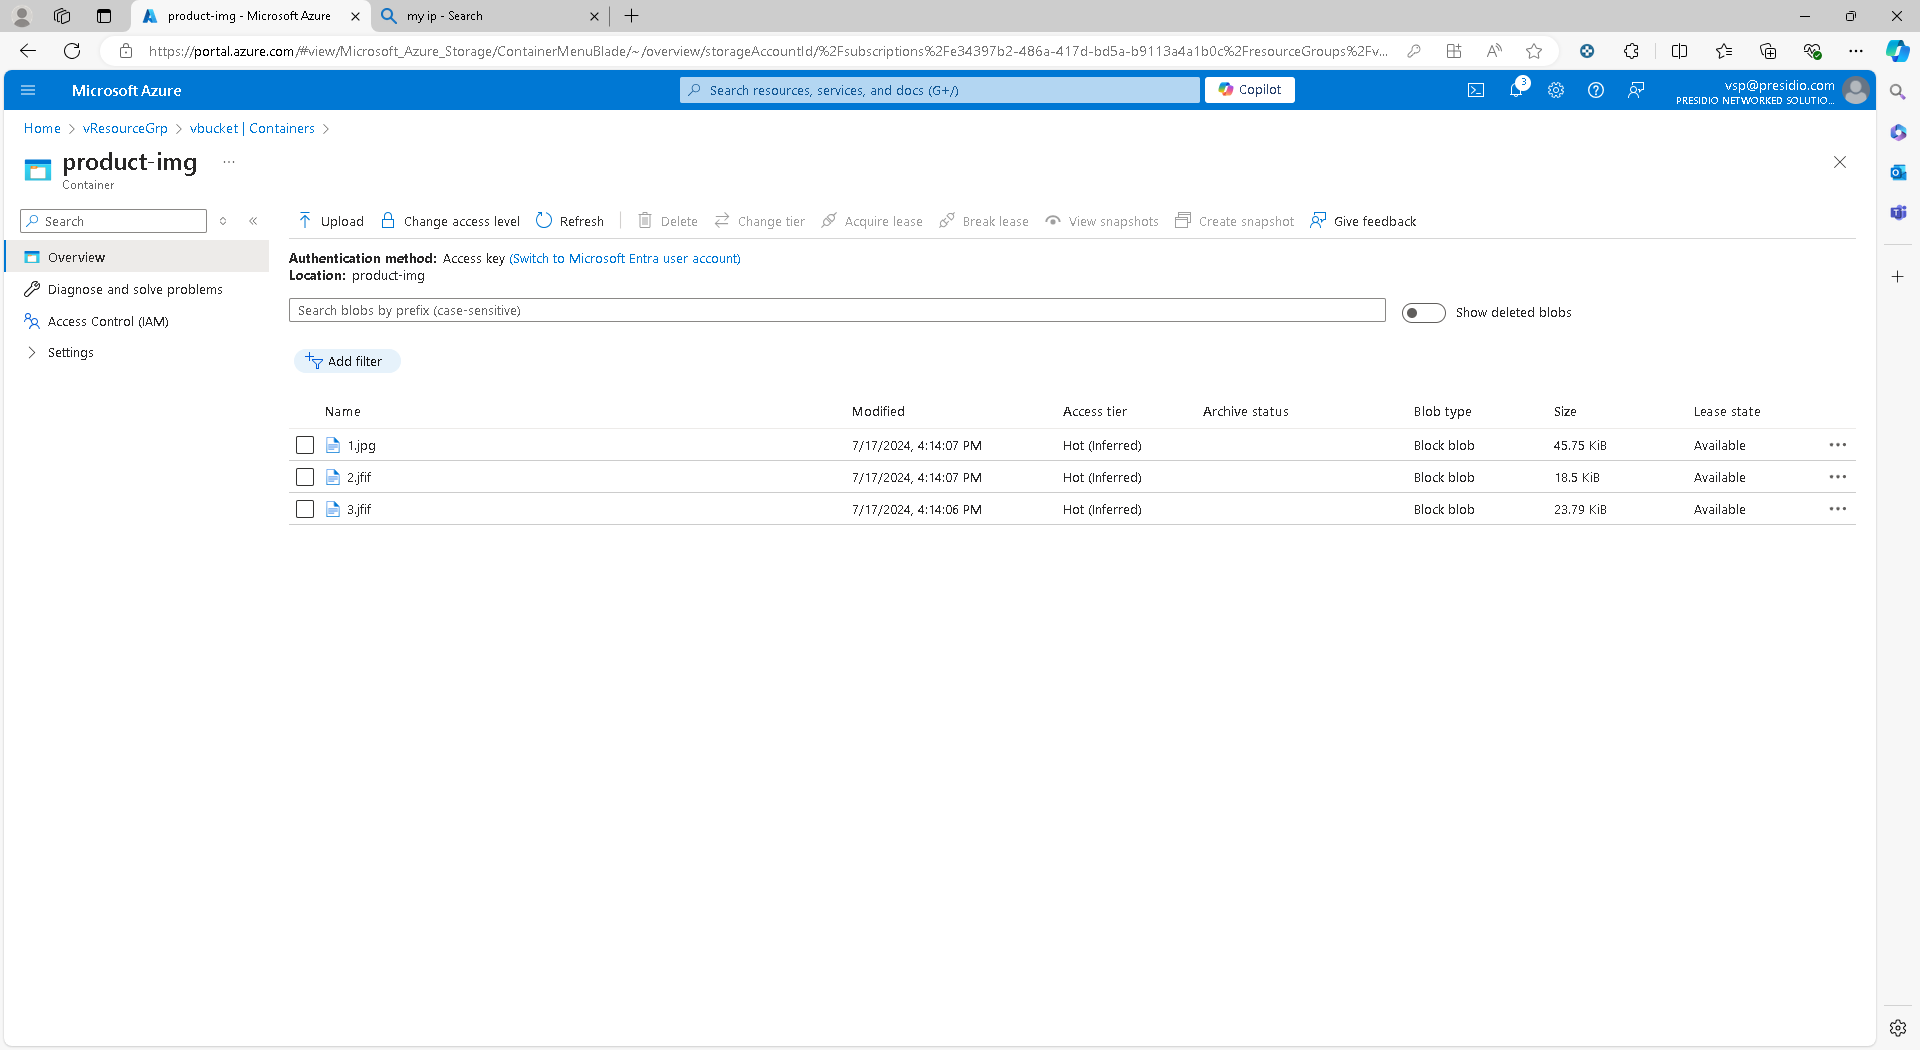 product-img - Microsoft Azure
my ip - Search
https://portal.azure.com/#view/Microsoft_Azure_Storage/ContainerMenuBlade/~/overview/storageAccountId/%2Fsubscriptions%2Fe34397b2-486a-417d-bd5a-b9113a4a1b0c%2FresourceGroups%2Fv...
Microsoft Azure
Search resources, services, and docs (G+/)
Copilot
3
vsp@presidio.com
PRESIDIO NETWORKED SOLUTIO...
Home > vResourceGrp > vbucket | Containers >
product-img ...
Container
Search
Upload
Change access level
Refresh
Delete
Change tier
Acquire lease
Break lease
View snapshots
Create snapshot
Give feedback
Overview
Diagnose and solve problems
Access Control (IAM)
Settings
Authentication method: Access key (Switch to Microsoft Entra user account)
Location: product-img
Search blobs by prefix (case-sensitive)
Show deleted blobs
Add filter
Name Modified Access tier Archive status Blob type Size Lease state
1.jpg 7/17/2024, 4:14:07 PM Hot (Inferred) Block blob 45.75 KiB Available
2.jfif 7/17/2024, 4:14:07 PM Hot (Inferred) Block blob 18.5 KiB Available
3.jfif 7/17/2024, 4:14:06 PM Hot (Inferred) Block blob 23.79 KiB Available